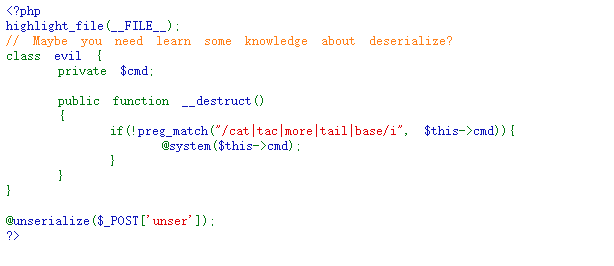 <?php
highlight_file(__FILE__);
// Maybe you need learn some knowledge about deserialize?
class evil {
private $cmd;
public function __destruct()
{
if(!preg_match("/cat|tac|more|tail|base/i", $this->cmd)){
@system($this->cmd);
}
}
}
@unserialize($_POST['unser']);
?>